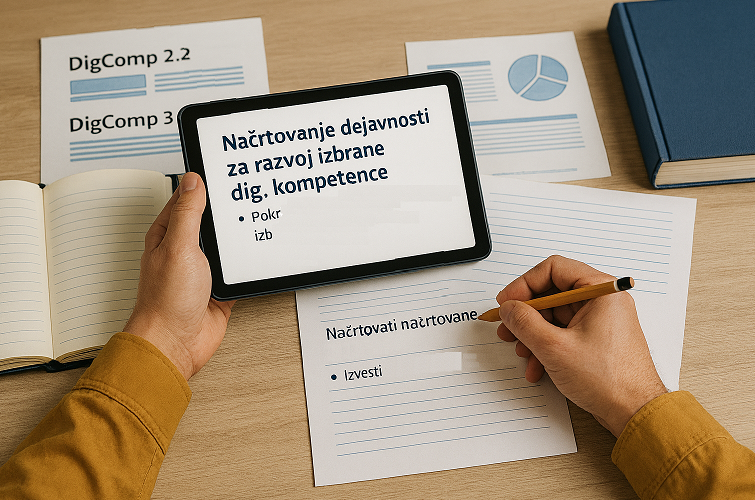 DigComp 2.2
DigComp 3
Načrtovanje dejavnosti
za razvoj izbrane
dig, kompetence
• Pokr
izb
Načrtovati načrtovane
• Izvesti